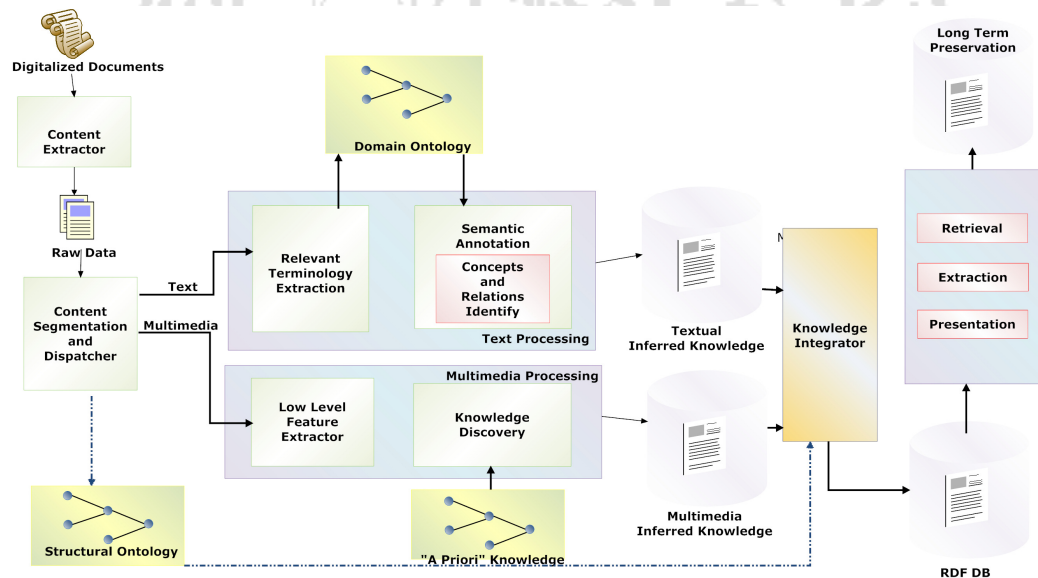 Digitalized Documents
Content
Extractor
Raw Data
Content
Segmentation
and
Dispatcher
Text
Multimedia
Structural Ontology
Domain Ontology
Relevant
Terminology
Extraction
Semantic
Annotation
Concepts
and
Relations
Identify
Text Processing
Multimedia Processing
Low Level
Feature
Extractor
Knowledge
Discovery
"A Priori" Knowledge
Textual
Inferred Knowledge
Multimedia
Inferred Knowledge
Knowledge
Integrator
Long Term
Preservation
Retrieval
Extraction
Presentation
RDF DB